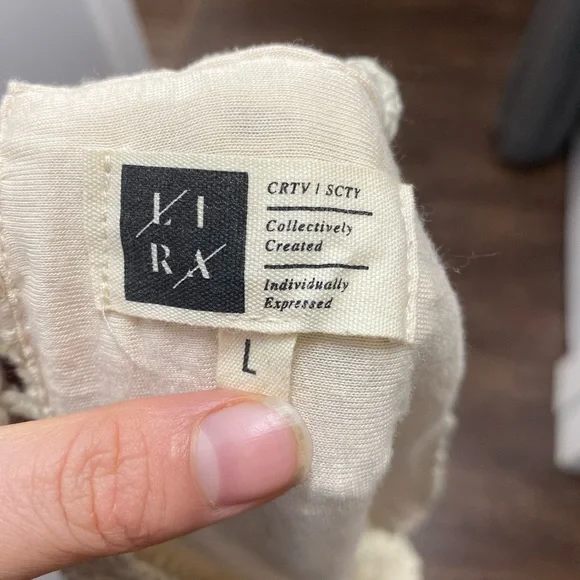 LI
RA
CRTV | SCTY
Collectively
Created
Individually
Expressed
L